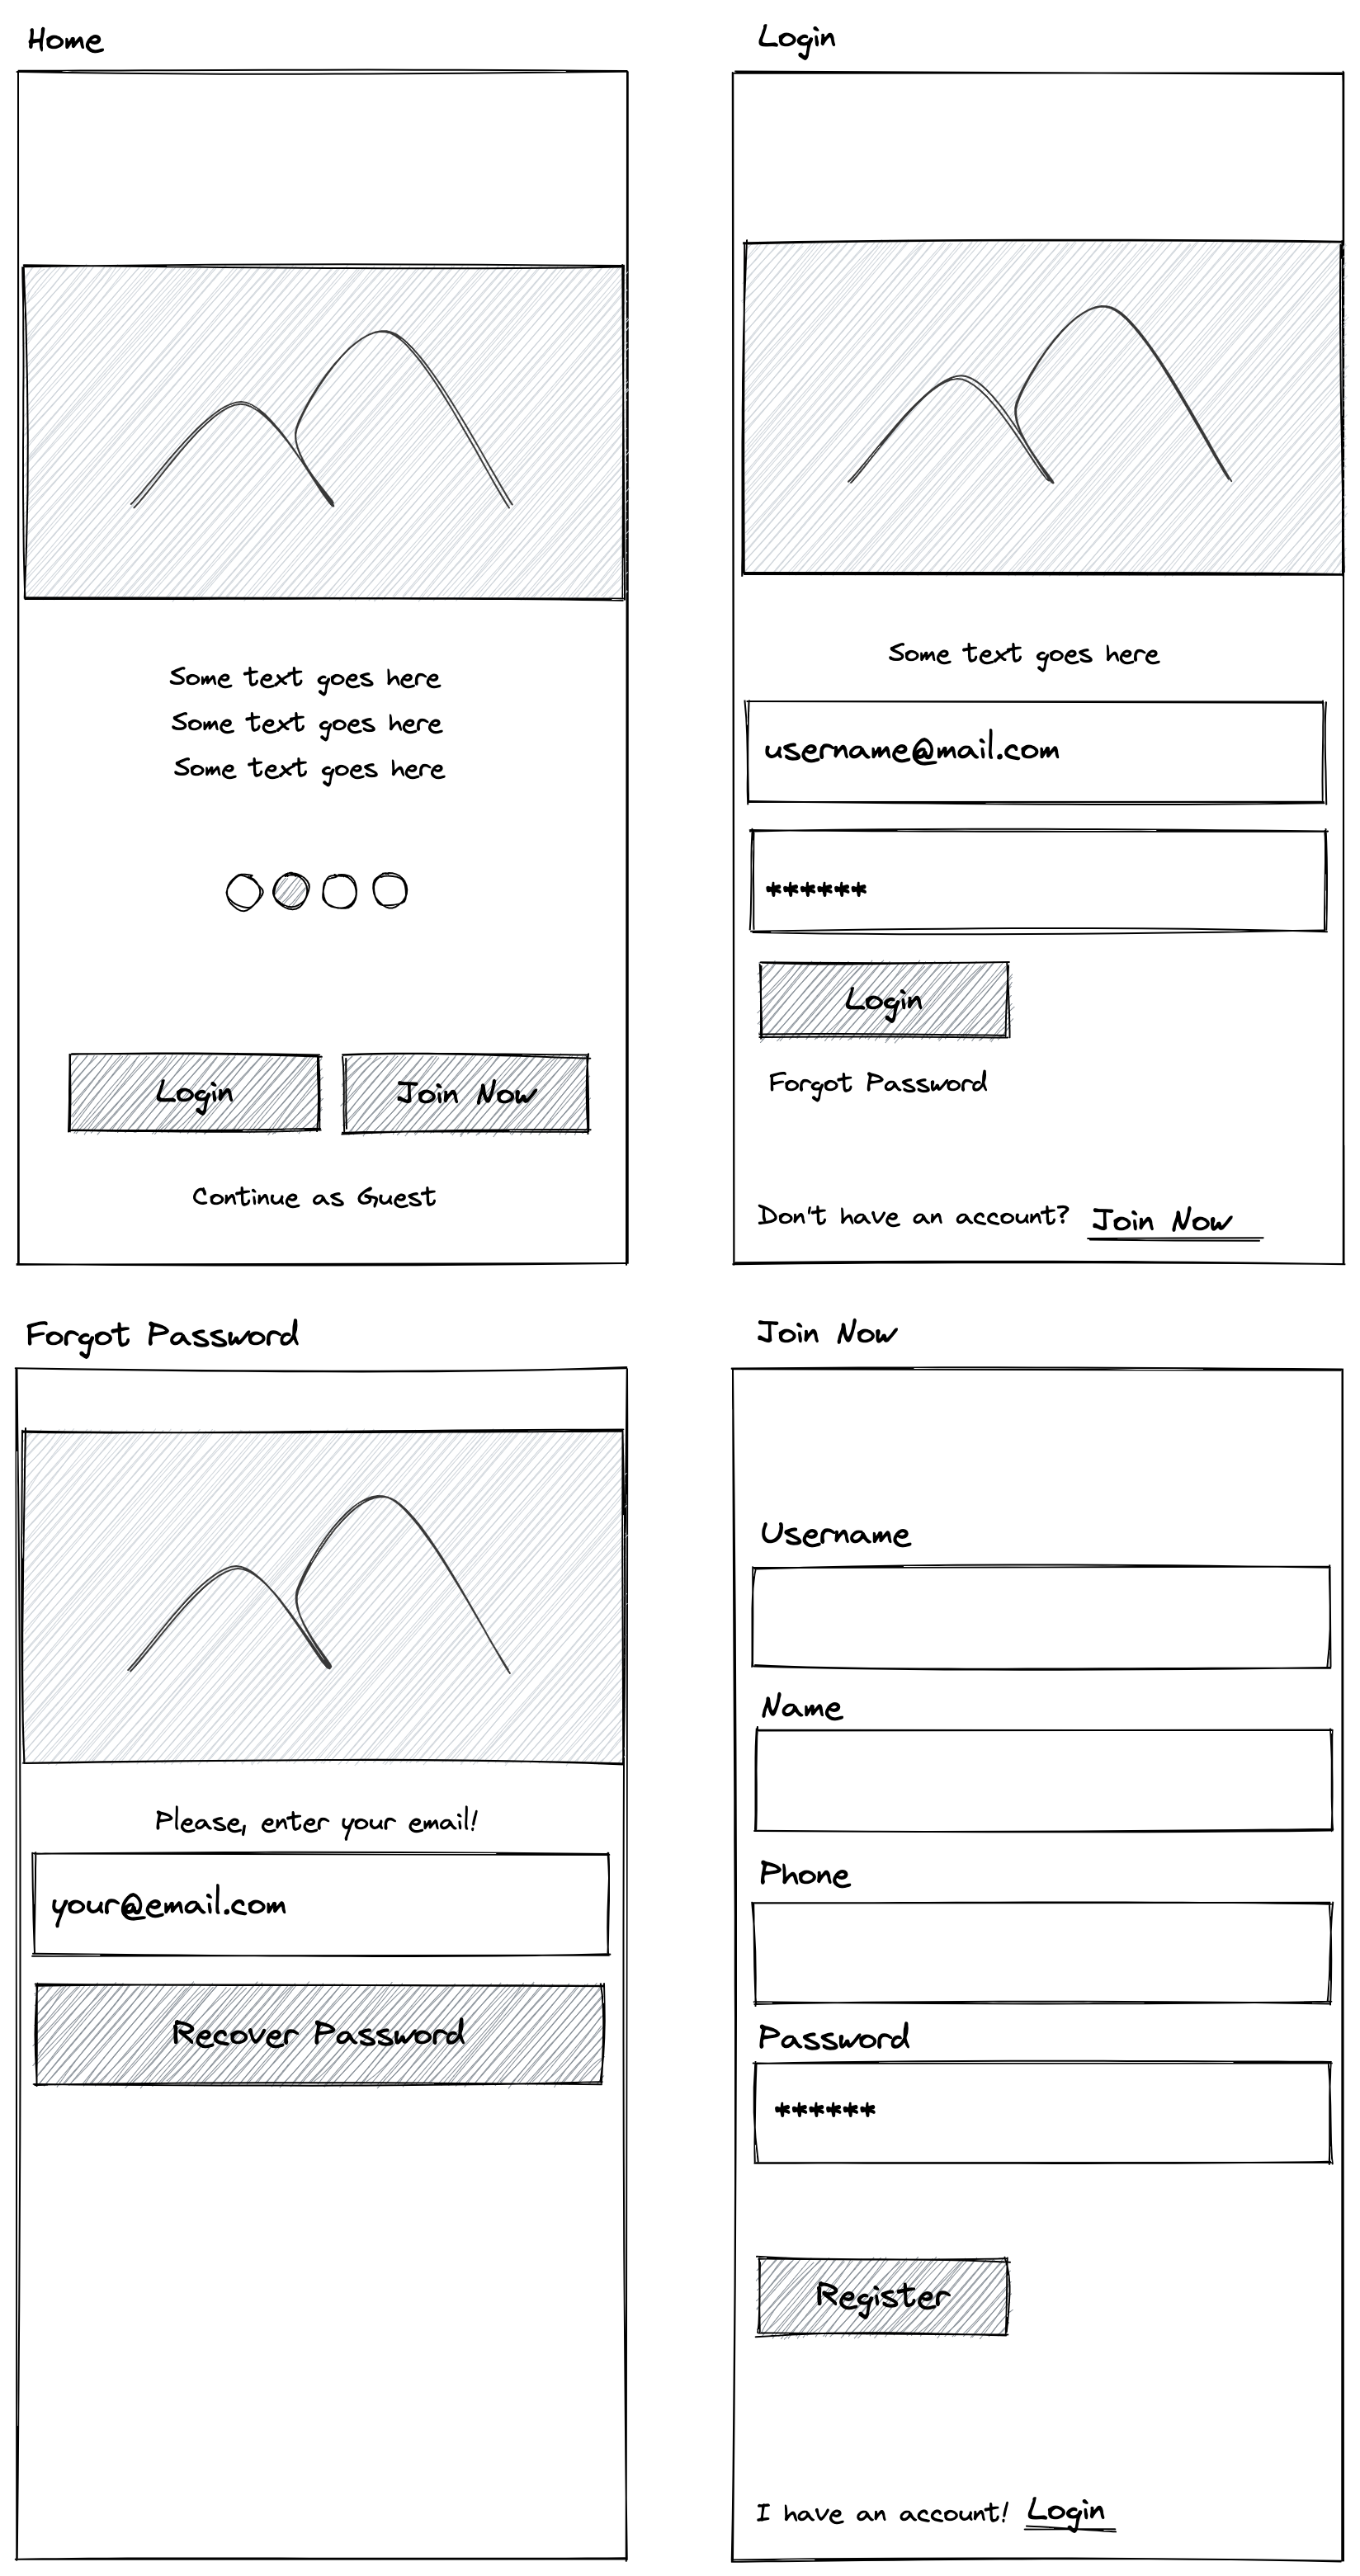 Home
Some text goes here
Some text goes here
Some text goes here
Login
Join Now
Continue as Guest
Login
Some text goes here
username@mail.com
******
Login
Forgot Password
Don't have an account? Join Now
Forgot Password
Please, enter your email!
your@email.com
Recover Password
Join Now
Username
Name
Phone
Password
******
Register
I have an account! Login